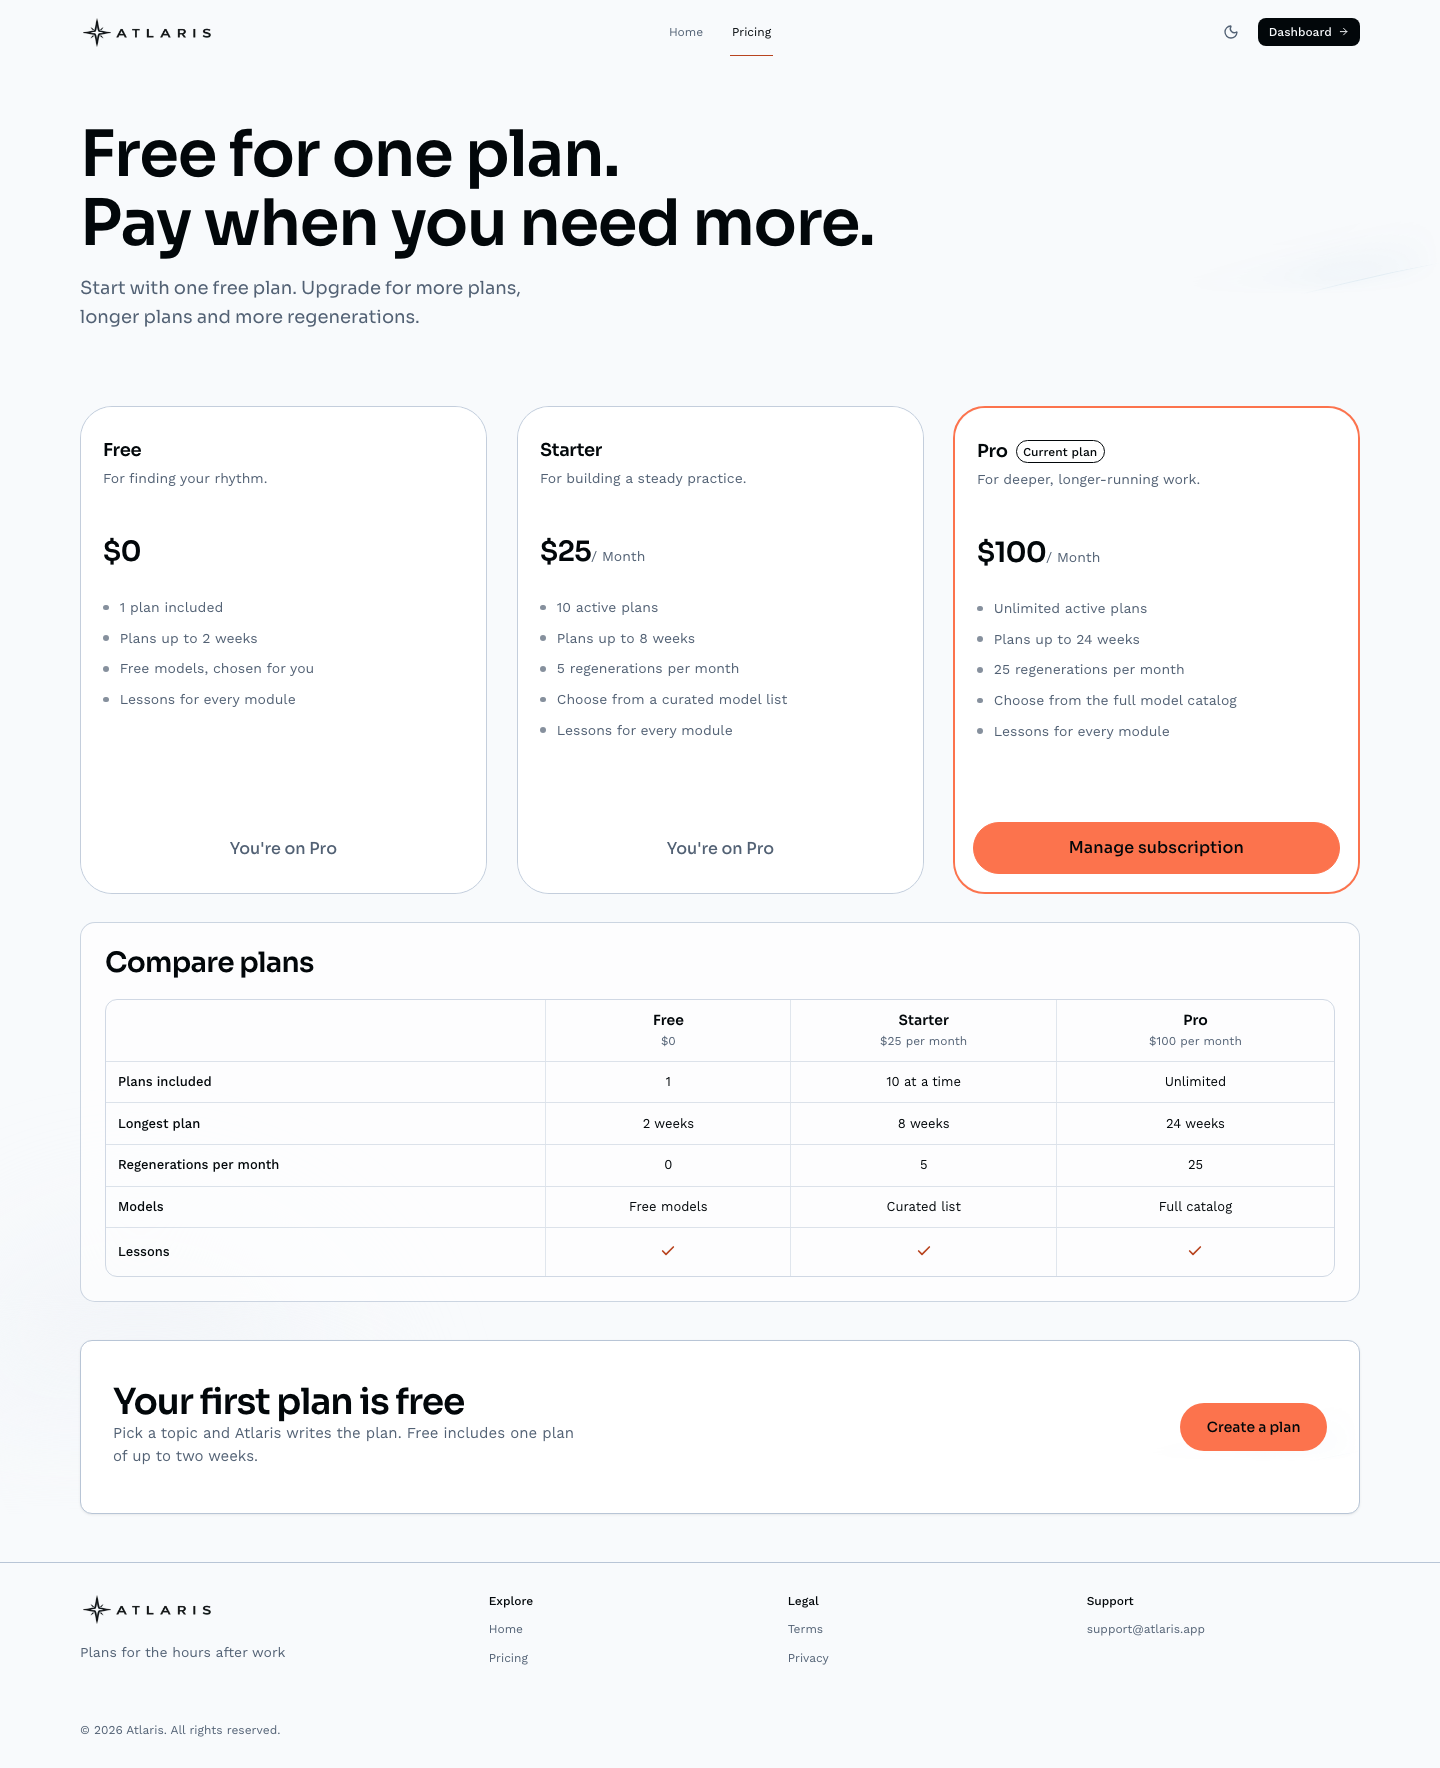 ATLARIS
Home
Pricing
Dashboard →
Free for one plan.
Pay when you need more.
Start with one free plan. Upgrade for more plans,
longer plans and more regenerations.
Free
For finding your rhythm.
$0
1 plan included
Plans up to 2 weeks
Free models, chosen for you
Lessons for every module
You're on Pro
Starter
For building a steady practice.
$25/ Month
10 active plans
Plans up to 8 weeks
5 regenerations per month
Choose from a curated model list
Lessons for every module
You're on Pro
Pro Current plan
For deeper, longer-running work.
$100/ Month
Unlimited active plans
Plans up to 24 weeks
25 regenerations per month
Choose from the full model catalog
Lessons for every module
Manage subscription
Compare plans
Free Starter Pro
$0 $25 per month $100 per month
Plans included 1 10 at a time Unlimited
Longest plan 2 weeks 8 weeks 24 weeks
Regenerations per month 0 5 25
Models Free models Curated list Full catalog
Lessons
Your first plan is free
Pick a topic and Atlaris writes the plan. Free includes one plan
of up to two weeks.
Create a plan
ATLARIS
Plans for the hours after work
Explore
Home
Pricing
Legal
Terms
Privacy
Support
support@atlaris.app
© 2026 Atlaris. All rights reserved.